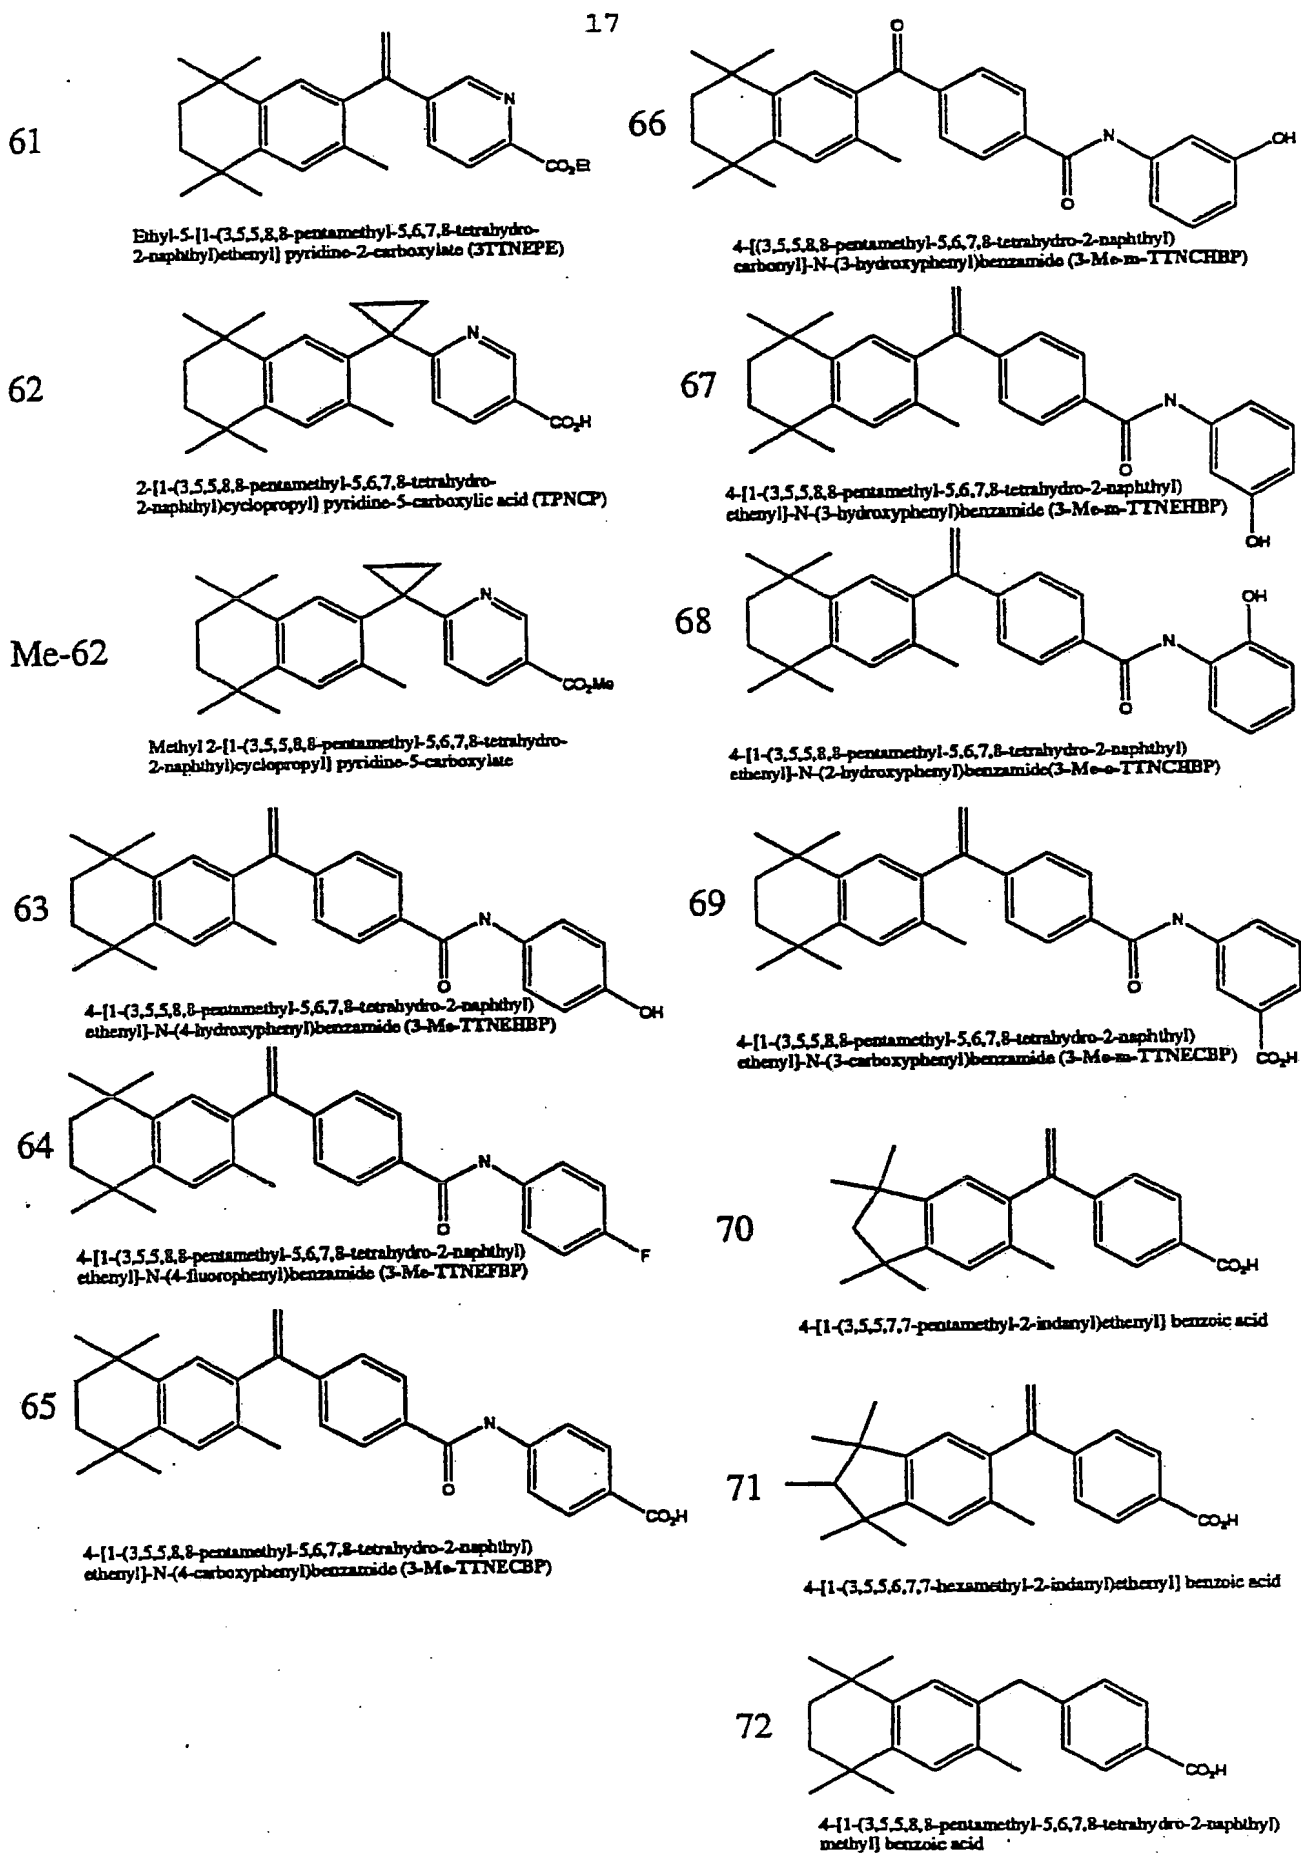 17
61
N
CO₂Et
Ethyl-5-[1-(3,5,5,8,8-pentamethyl-5,6,7,8-tetrahydro-
2-naphthyl)ethenyl] pyridine-2-carboxylate (3TTNEPE)
62
N
CO₂H
2-[1-(3,5,5,8,8-pentamethyl-5,6,7,8-tetrahydro-
2-naphthyl)cyclopropyl] pyridine-5-carboxylic acid (TPNCP)
Me-62
N
CO₂Me
Methyl 2-[1-(3,5,5,8,8-pentamethyl-5,6,7,8-tetrahydro-
2-naphthyl)cyclopropyl] pyridine-5-carboxylate
63
N
O
OH
4-[1-(3,5,5,8,8-pentamethyl-5,6,7,8-tetrahydro-2-naphthyl)
ethenyl]-N-(4-hydroxyphenyl)benzamide (3-Me-TTNEHBP)
64
N
O
F
4-[1-(3,5,5,8,8-pentamethyl-5,6,7,8-tetrahydro-2-naphthyl)
ethenyl]-N-(4-fluorophenyl)benzamide (3-Me-TTNEFBP)
65
N
O
CO₂H
4-[1-(3,5,5,8,8-pentamethyl-5,6,7,8-tetrahydro-2-naphthyl)
ethenyl]-N-(4-carboxyphenyl)benzamide (3-Me-TTNECBP)
66
O
N
O
OH
4-[(3,5,5,8,8-pentamethyl-5,6,7,8-tetrahydro-2-naphthyl)
carbonyl]-N-(3-hydroxyphenyl)benzamide (3-Me-m-TTNCHBP)
67
N
O
OH
4-[1-(3,5,5,8,8-pentamethyl-5,6,7,8-tetrahydro-2-naphthyl)
ethenyl]-N-(3-hydroxyphenyl)benzamide (3-Me-m-TTNEHBP)
68
OH
N
O
4-[1-(3,5,5,8,8-pentamethyl-5,6,7,8-tetrahydro-2-naphthyl)
ethenyl]-N-(2-hydroxyphenyl)benzamide(3-Me-o-TTNCHBP)
69
N
O
CO₂H
4-[1-(3,5,5,8,8-pentamethyl-5,6,7,8-tetrahydro-2-naphthyl)
ethenyl]-N-(3-carboxyphenyl)benzamide (3-Me-m-TTNECBP)
70
CO₂H
4-[1-(3,5,5,7,7-pentamethyl-2-indanyl)ethenyl] benzoic acid
71
CO₂H
4-[1-(3,5,5,6,7,7-hexamethyl-2-indanyl)ethenyl] benzoic acid
72
CO₂H
4-[1-(3,5,5,8,8-pentamethyl-5,6,7,8-tetrahydro-2-naphthyl)
methyl] benzoic acid